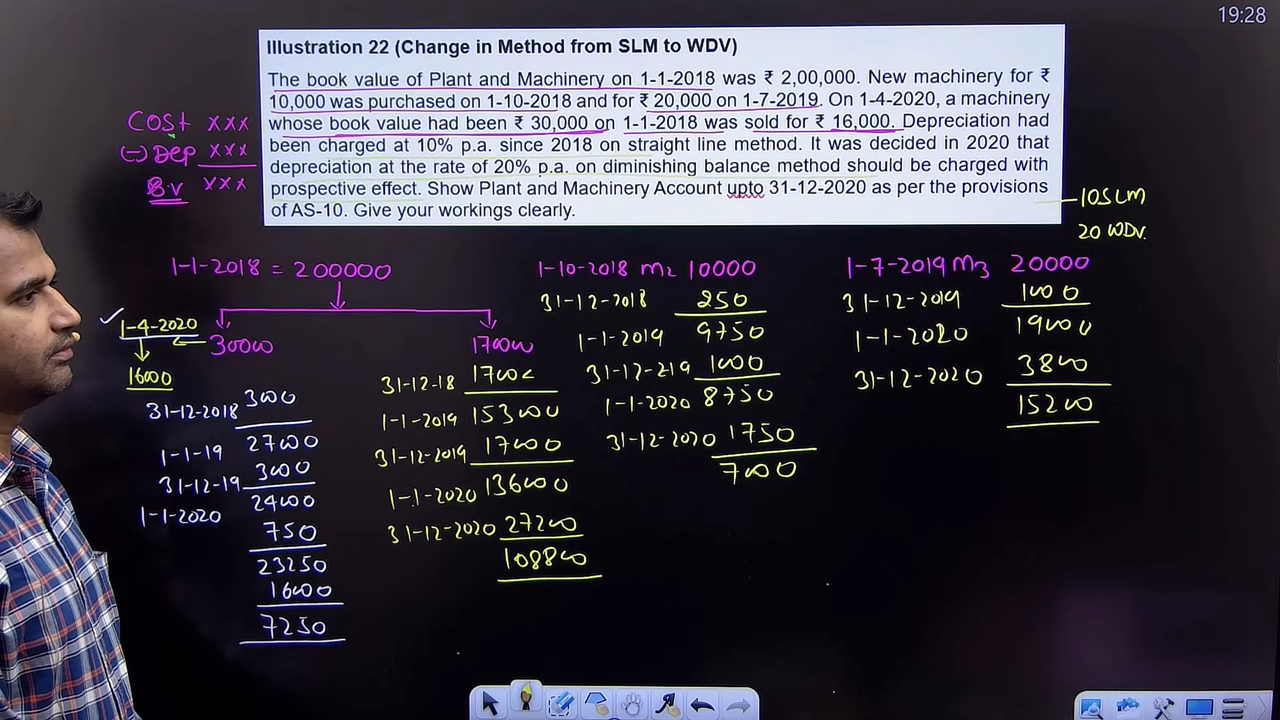 19:28
Illustration 22 (Change in Method from SLM to WDV)
The book value of Plant and Machinery on 1-1-2018 was ₹ 2,00,000. New machinery for ₹
10,000 was purchased on 1-10-2018 and for ₹ 20,000 on 1-7-2019. On 1-4-2020, a machinery
whose book value had been ₹ 30,000 on 1-1-2018 was sold for ₹ 16,000. Depreciation had
been charged at 10% p.a. since 2018 on straight line method. It was decided in 2020 that
depreciation at the rate of 20% p.a. on diminishing balance method should be charged with
prospective effect. Show Plant and Machinery Account upto 31-12-2020 as per the provisions
of AS-10. Give your workings clearly.
Cost xxx
(-) Dep xxx
B.V xxx
10 SLM
20 WDV.
1-1-2018 = 200000
1-4-2020
16000
30000
31-12-2018 3000
1-1-19 27000
31-12-19 3000
1-1-2020 24000
750
23250
16000
7250
170000
31-12-18 17000
1-1-2019 153000
31-12-2019 17000
1-1-2020 136000
31-12-2020 27200
108800
1-10-2018 M2 10000
31-12-2018 250
1-1-2019 9750
31-12-219 1000
1-1-2020 8750
31-12-2020 1750
7000
1-7-2019 M3 20000
31-12-2019 1000
1-1-2020 19000
31-12-2020 3800
15200